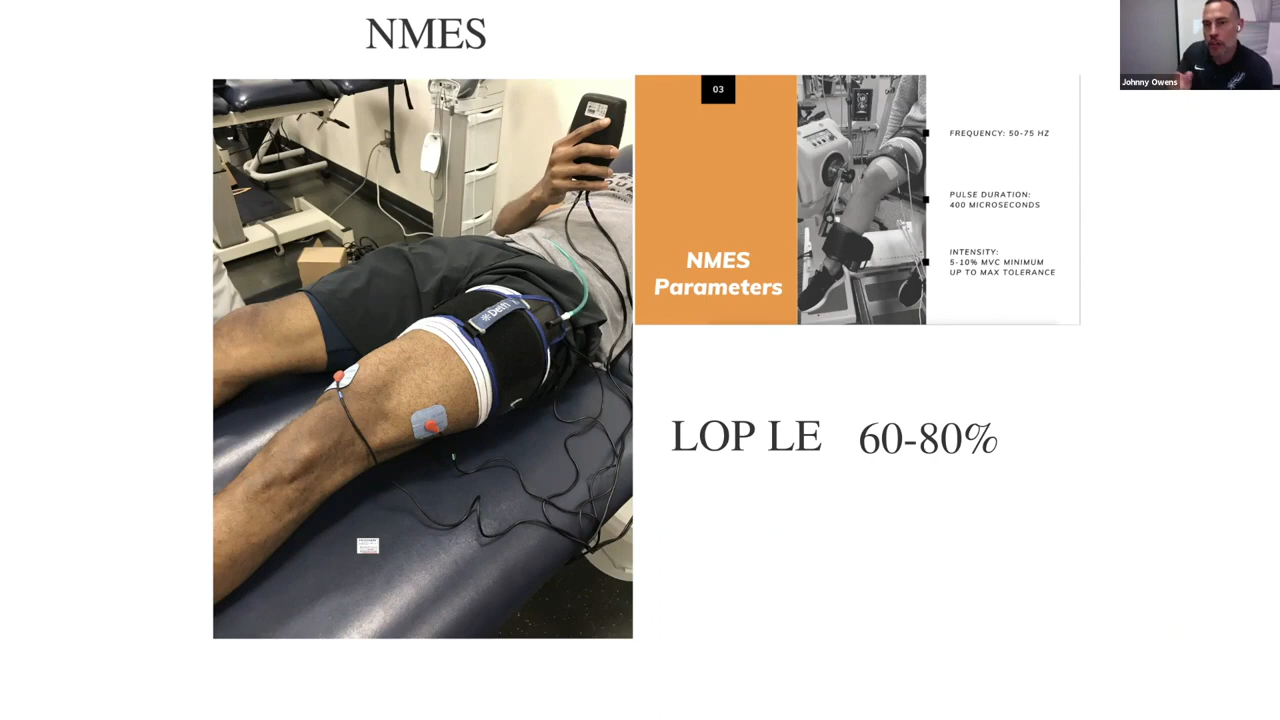 NMES
Johnny Owens
03
NMES
Parameters
FREQUENCY: 50-75 HZ
PULSE DURATION:
400 MICROSECONDS
INTENSITY:
5-10% MVC MINIMUM
UP TO MAX TOLERANCE
LOP LE 60-80%